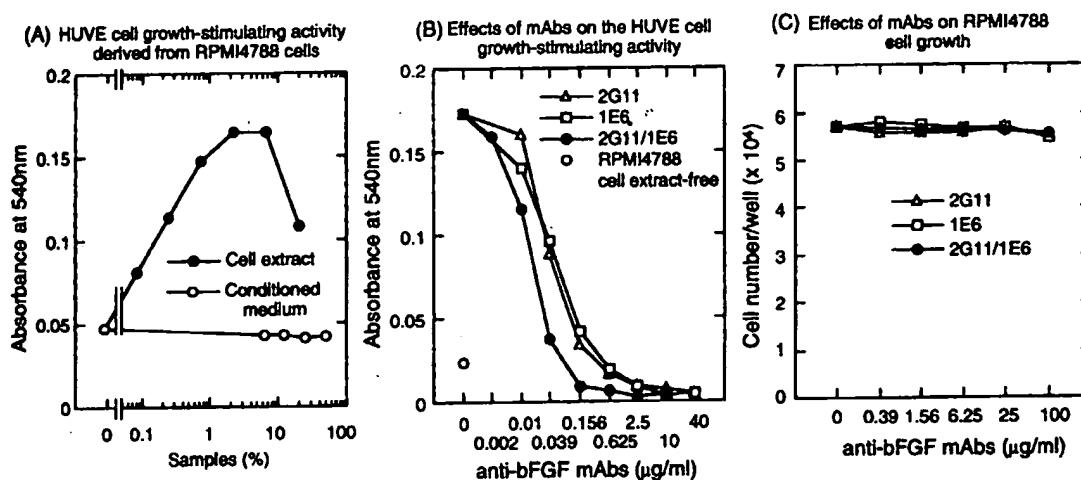 (A) HUVE cell growth-stimulating activity
derived from RPMI4788 cells
0.2
0.15
0.1
0.05
0
Absorbance at 540nm
Cell extract
Conditioned
medium
0 0.1 1 10 100
Samples (%)
(B) Effects of mAbs on the HUVE cell
growth-stimulating activity
0.2
0.15
0.1
0.05
0
Absorbance at 540nm
2G11
1E6
2G11/1E6
RPMI4788
cell extract-free
0 0.01 0.156 2.5 40
0.002 0.039 0.625 10
anti-bFGF mAbs (μg/ml)
(C) Effects of mAbs on RPMI4788
cell growth
7
6
5
4
3
2
1
0
Cell number/well (x 10⁴)
2G11
1E6
2G11/1E6
0 0.39 1.56 6.25 25 100
anti-bFGF mAbs (μg/ml)